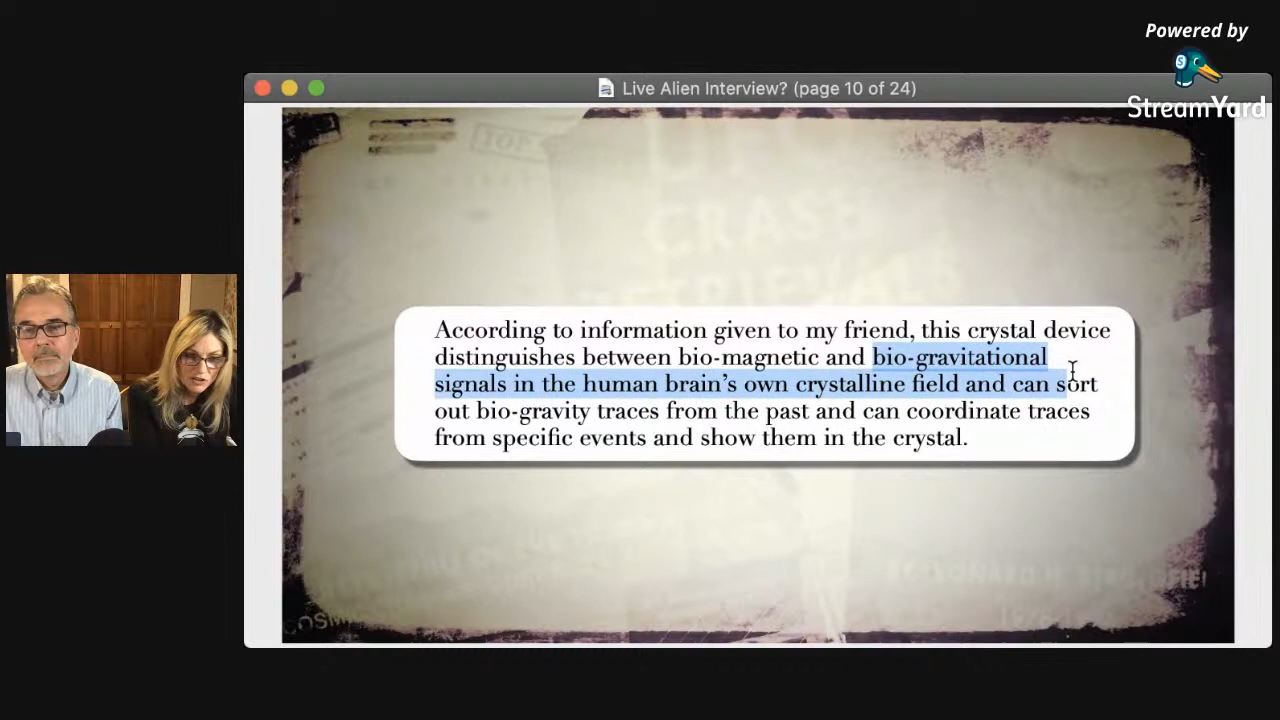 Powered by
StreamYard
Live Alien Interview? (page 10 of 24)
TOP
CRASH
RETRIEVALS
According to information given to my friend, this crystal device
distinguishes between bio-magnetic and bio-gravitational
signals in the human brain’s own crystalline field and can sort
out bio-gravity traces from the past and can coordinate traces
from specific events and show them in the crystal.